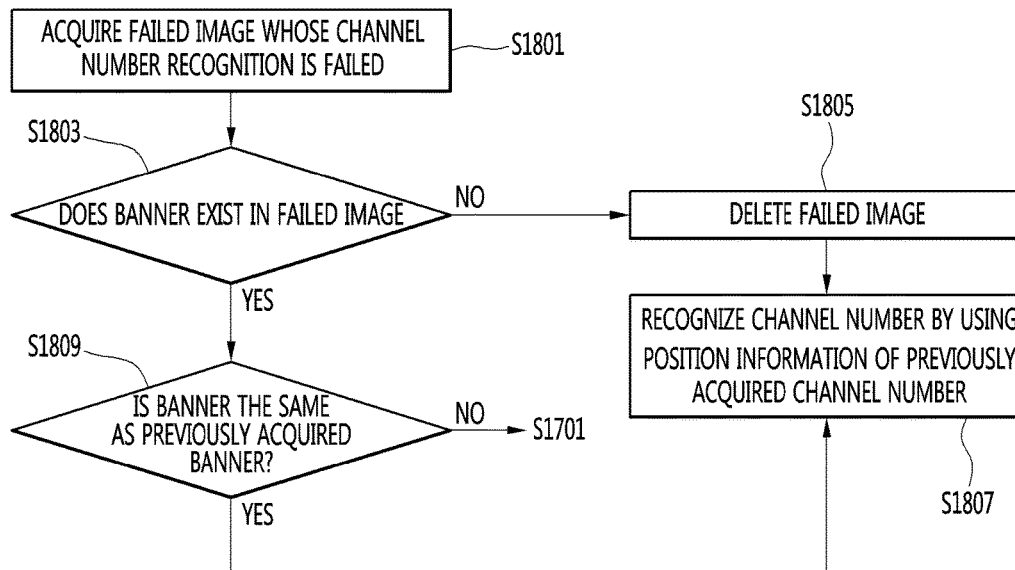 ACQUIRE FAILED IMAGE WHOSE CHANNEL
NUMBER RECOGNITION IS FAILED
S1801
S1803
DOES BANNER EXIST IN FAILED IMAGE
NO
YES
S1805
DELETE FAILED IMAGE
RECOGNIZE CHANNEL NUMBER BY USING
POSITION INFORMATION OF PREVIOUSLY
ACQUIRED CHANNEL NUMBER
S1807
S1809
IS BANNER THE SAME
AS PREVIOUSLY ACQUIRED
BANNER?
NO
S1701
YES